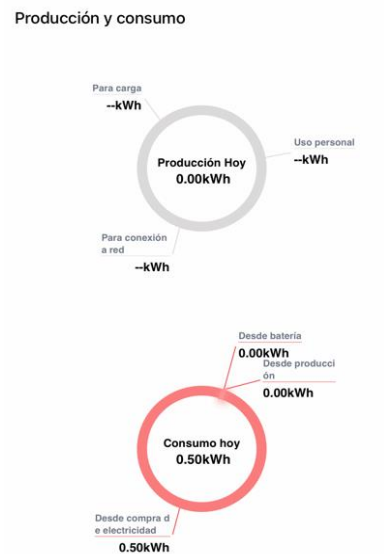 Producción y consumo
Para carga
--kWh
Uso personal
--kWh
Producción Hoy
0.00kWh
Para conexión
a red
--kWh
Desde batería
0.00kWh
Desde producci
ón
0.00kWh
Consumo hoy
0.50kWh
Desde compra d
e electricidad
0.50kWh